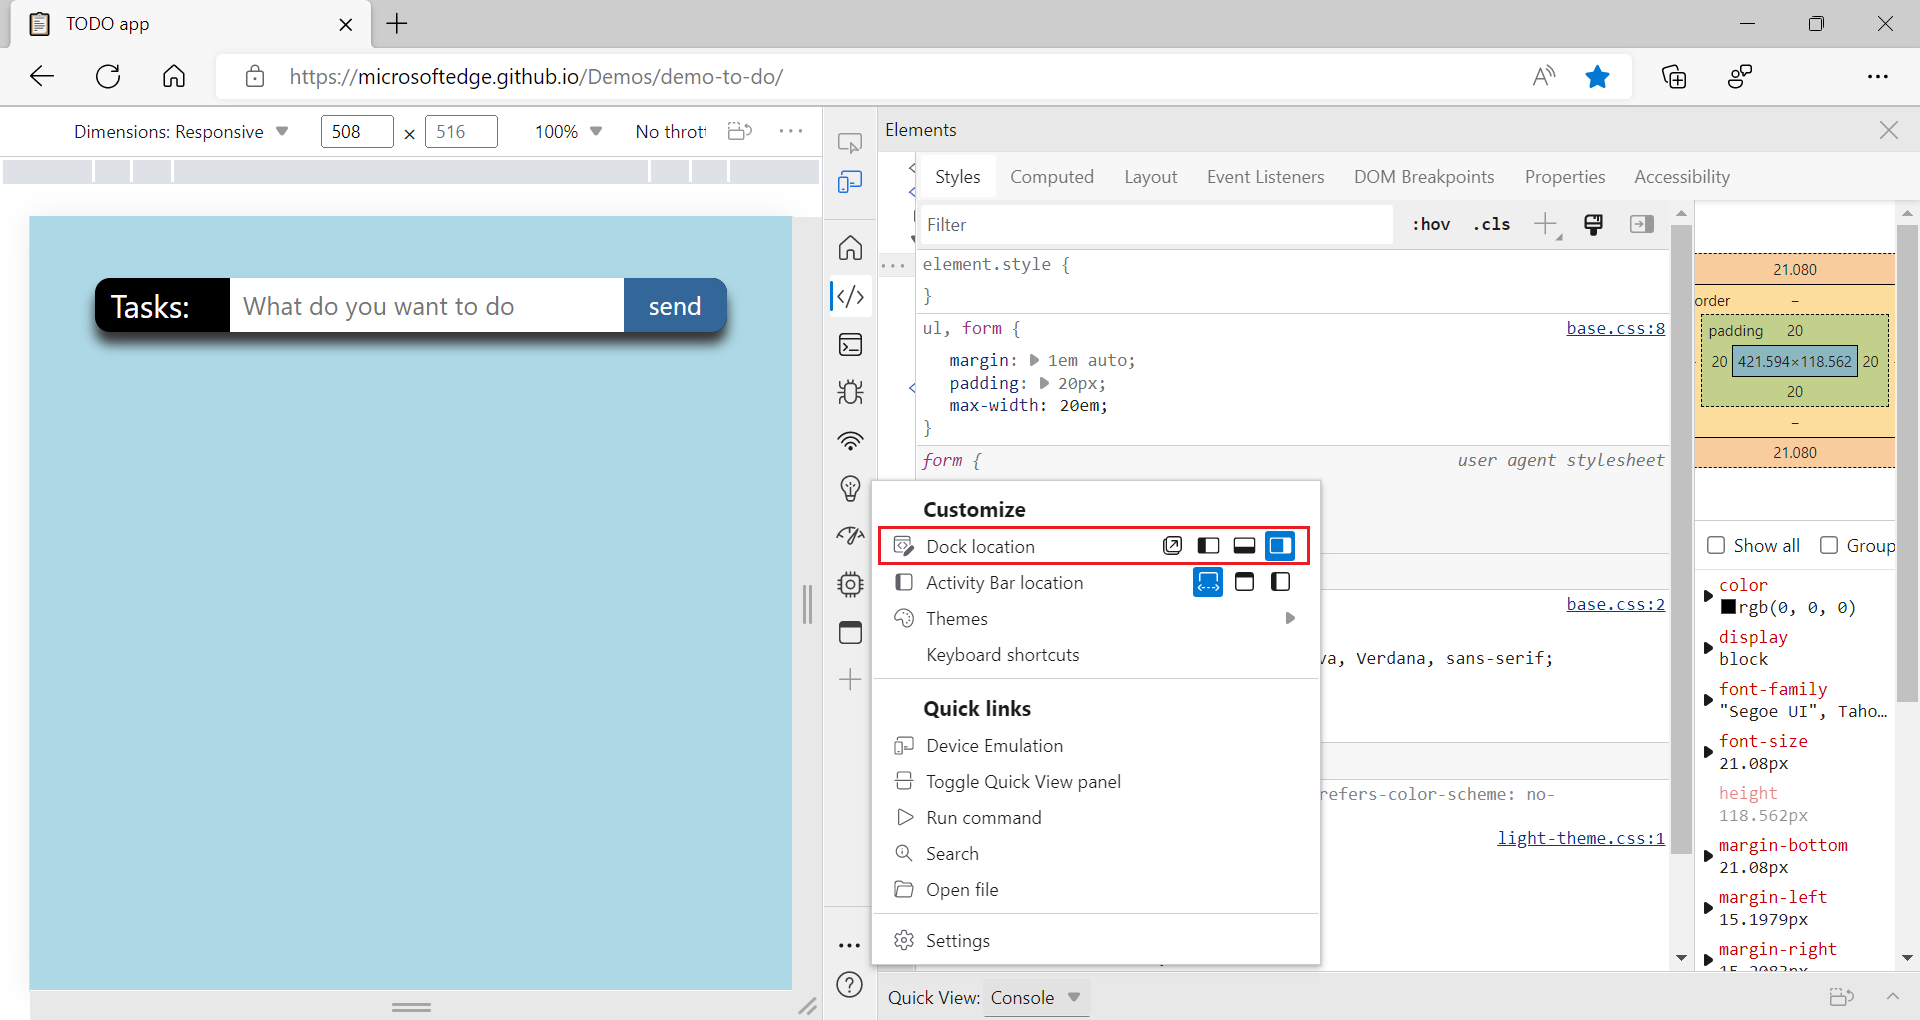 TODO app
https://microsoftedge.github.io/Demos/demo-to-do/
Dimensions: Responsive 508 × 516 100% No thrott
Tasks: What do you want to do send
Elements
Styles Computed Layout Event Listeners DOM Breakpoints Properties Accessibility
Filter :hov .cls
element.style {
}
ul, form { base.css:8
margin: 1em auto;
padding: 20px;
max-width: 20em;
}
form { user agent stylesheet
base.css:2
va, Verdana, sans-serif;
refers-color-scheme: no-
light-theme.css:1
Customize
Dock location
Activity Bar location
Themes
Keyboard shortcuts
Quick links
Device Emulation
Toggle Quick View panel
Run command
Search
Open file
Settings
21.080
order –
padding 20
20 421.594×118.562 20
20
–
21.080
Show all Group
color
rgb(0, 0, 0)
display
block
font-family
"Segoe UI", Taho…
font-size
21.08px
height
118.562px
margin-bottom
21.08px
margin-left
15.1979px
margin-right
Quick View: Console